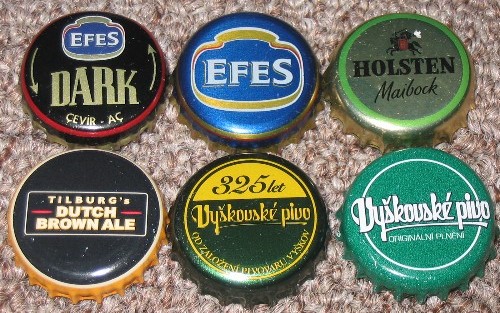 EFES
DARK
ÇEVİR - AÇ
EFES
HOLSTEN
Maibock
TILBURG's
DUTCH
BROWN ALE
325 let
Vyškovské pivo
OD ZALOŽENÍ PIVOVARU VYŠKOV
Vyškovské pivo
ORIGINÁLNÍ PLNĚNÍ